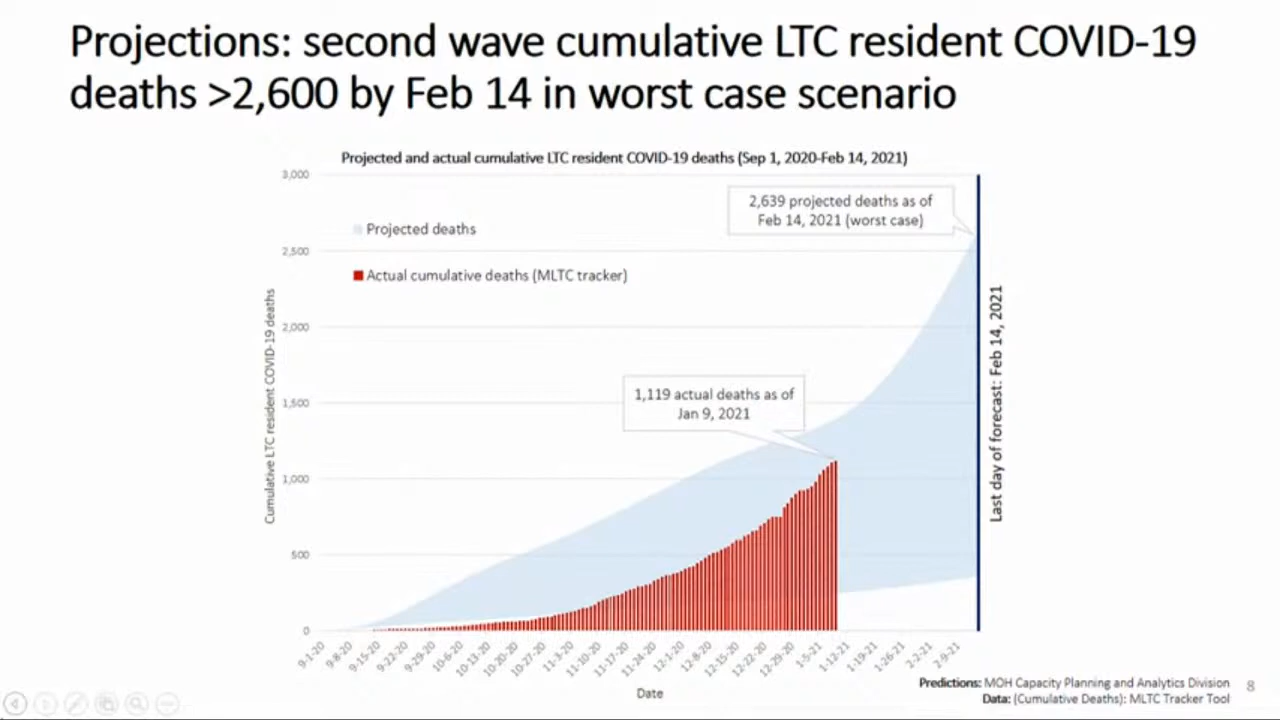 Projections: second wave cumulative LTC resident COVID-19
deaths >2,600 by Feb 14 in worst case scenario
Projected and actual cumulative LTC resident COVID-19 deaths (Sep 1, 2020-Feb 14, 2021)
3,000
2,500
2,000
1,500
1,000
500
0
Cumulative LTC resident COVID-19 deaths
Projected deaths
Actual cumulative deaths (MLTC tracker)
2,639 projected deaths as of
Feb 14, 2021 (worst case)
1,119 actual deaths as of
Jan 9, 2021
Last day of forecast: Feb 14, 2021
9-1-20
9-8-20
9-15-20
9-22-20
9-29-20
10-6-20
10-13-20
10-20-20
10-27-20
11-3-20
11-10-20
11-17-20
11-24-20
12-1-20
12-8-20
12-15-20
12-22-20
12-29-20
1-5-21
1-12-21
1-19-21
1-26-21
2-2-21
2-9-21
Date
Predictions: MOH Capacity Planning and Analytics Division
Data: (Cumulative Deaths): MLTC Tracker Tool
8